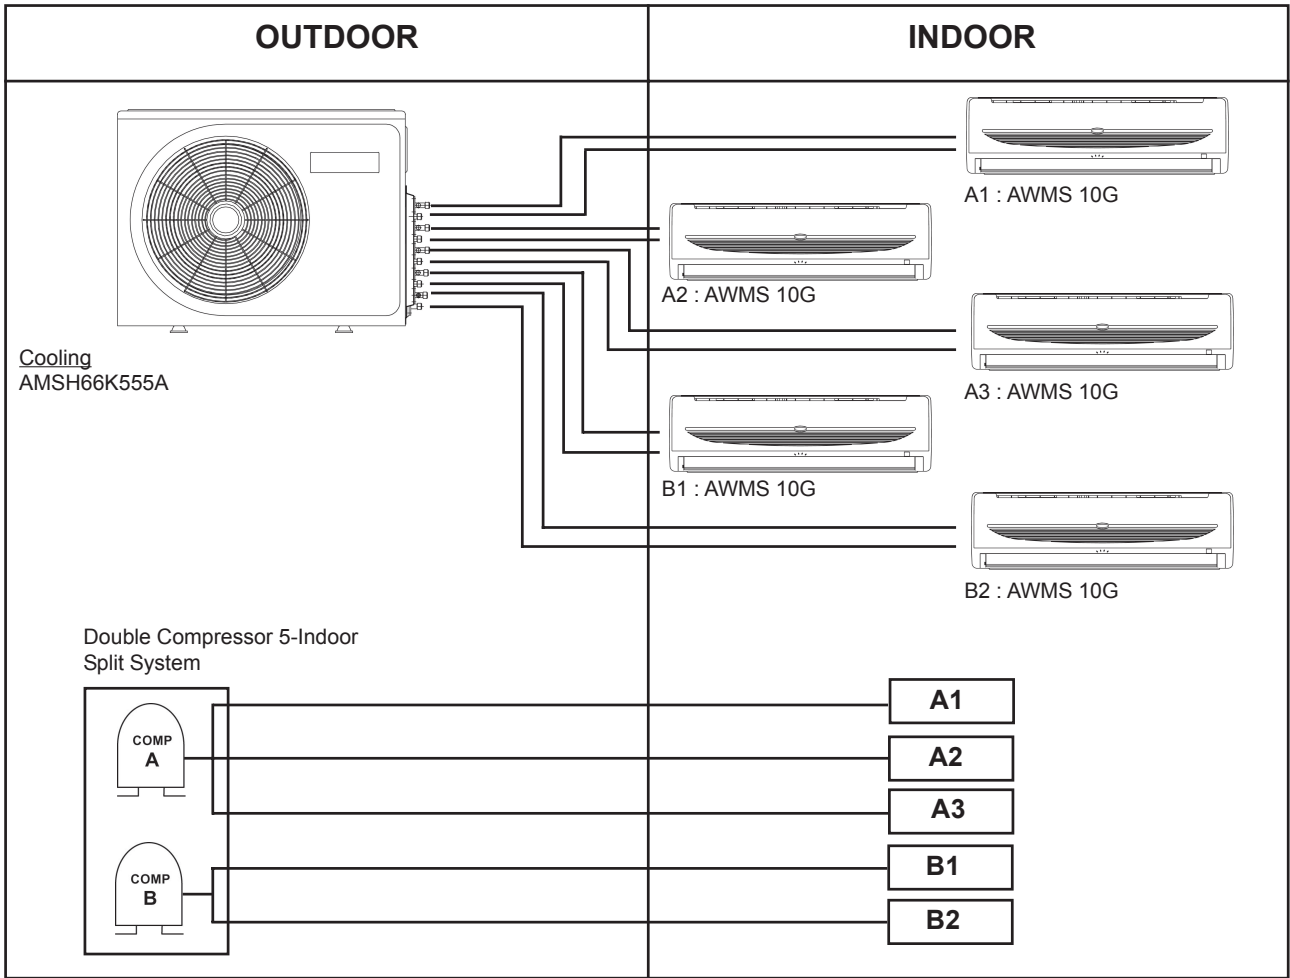 OUTDOOR
INDOOR
A1 : AWMS 10G
A2 : AWMS 10G
Cooling
AMSH66K555A
A3 : AWMS 10G
B1 : AWMS 10G
B2 : AWMS 10G
Double Compressor 5-Indoor
Split System
COMP
A
A1
A2
A3
COMP
B
B1
B2